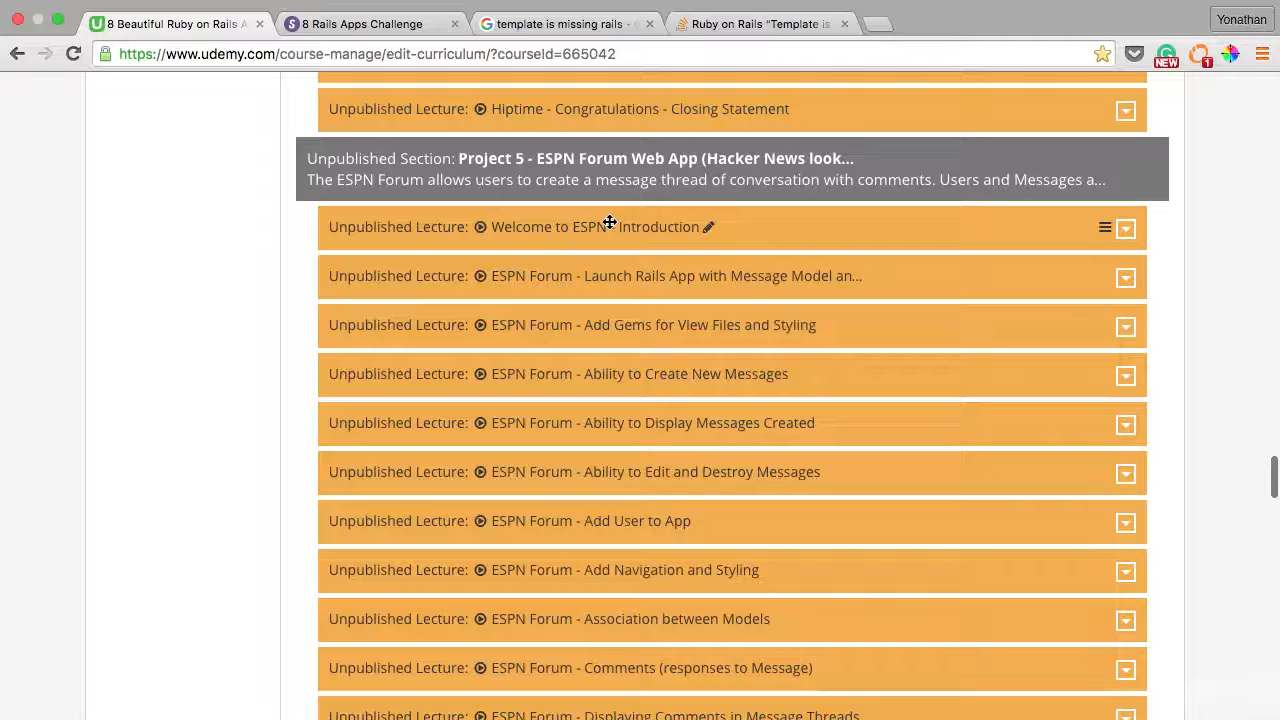 8 Beautiful Ruby on Rails A
8 Rails Apps Challenge
template is missing rails -
Ruby on Rails "Template is
Yonathan
https://www.udemy.com/course-manage/edit-curriculum/?courseId=665042
NEW
1
Unpublished Lecture: Hiptime - Congratulations - Closing Statement
Unpublished Section: Project 5 - ESPN Forum Web App (Hacker News look...
The ESPN Forum allows users to create a message thread of conversation with comments. Users and Messages a...
Unpublished Lecture: Welcome to ESPN - Introduction
Unpublished Lecture: ESPN Forum - Launch Rails App with Message Model an...
Unpublished Lecture: ESPN Forum - Add Gems for View Files and Styling
Unpublished Lecture: ESPN Forum - Ability to Create New Messages
Unpublished Lecture: ESPN Forum - Ability to Display Messages Created
Unpublished Lecture: ESPN Forum - Ability to Edit and Destroy Messages
Unpublished Lecture: ESPN Forum - Add User to App
Unpublished Lecture: ESPN Forum - Add Navigation and Styling
Unpublished Lecture: ESPN Forum - Association between Models
Unpublished Lecture: ESPN Forum - Comments (responses to Message)
Unpublished Lecture: ESPN Forum - Displaying Comments in Message Threads